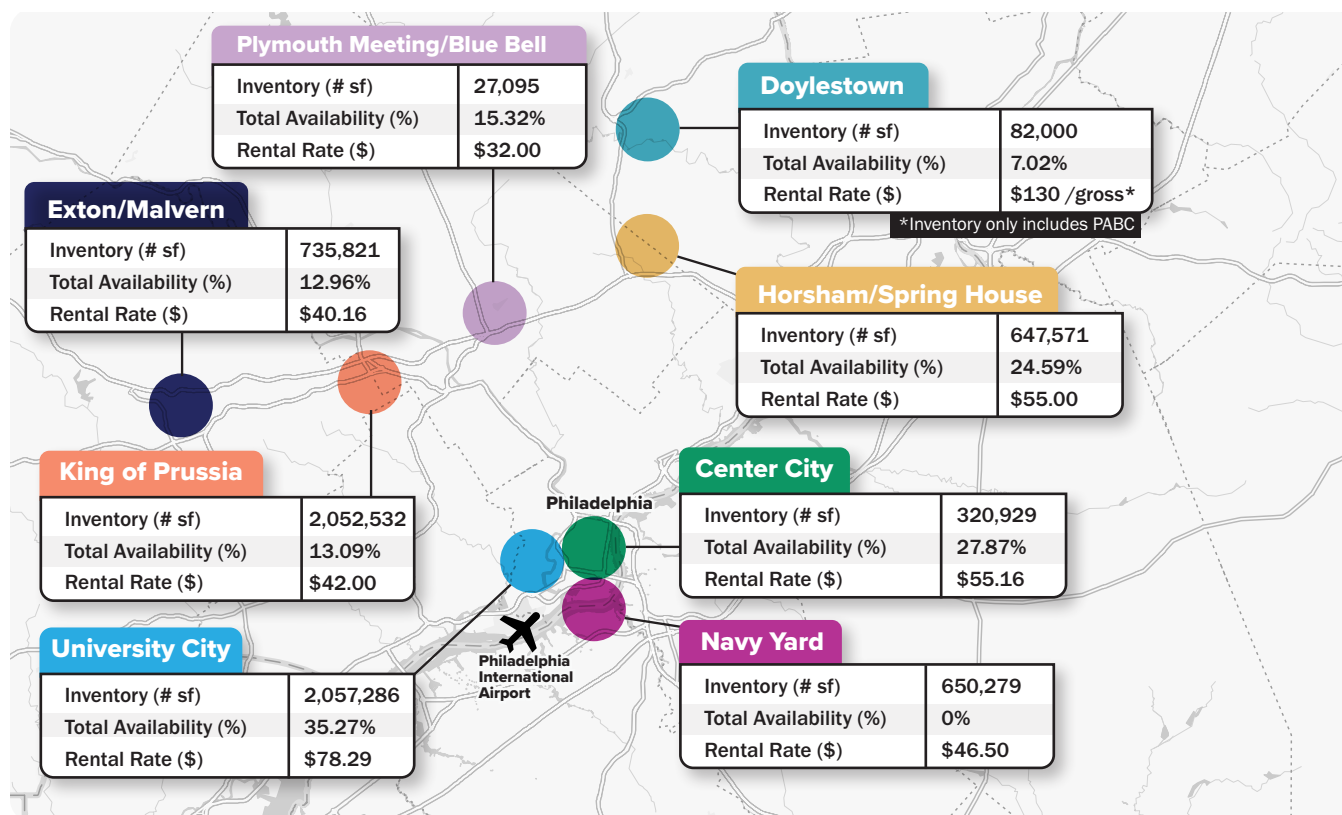 Plymouth Meeting/Blue Bell
Inventory (# sf) 27,095
Total Availability (%) 15.32%
Rental Rate ($) $32.00
Doylestown
Inventory (# sf) 82,000
Total Availability (%) 7.02%
Rental Rate ($) $130 /gross*
*Inventory only includes PABC
Exton/Malvern
Inventory (# sf) 735,821
Total Availability (%) 12.96%
Rental Rate ($) $40.16
Horsham/Spring House
Inventory (# sf) 647,571
Total Availability (%) 24.59%
Rental Rate ($) $55.00
King of Prussia
Inventory (# sf) 2,052,532
Total Availability (%) 13.09%
Rental Rate ($) $42.00
Philadelphia
Center City
Inventory (# sf) 320,929
Total Availability (%) 27.87%
Rental Rate ($) $55.16
University City
Inventory (# sf) 2,057,286
Total Availability (%) 35.27%
Rental Rate ($) $78.29
Philadelphia
International
Airport
Navy Yard
Inventory (# sf) 650,279
Total Availability (%) 0%
Rental Rate ($) $46.50